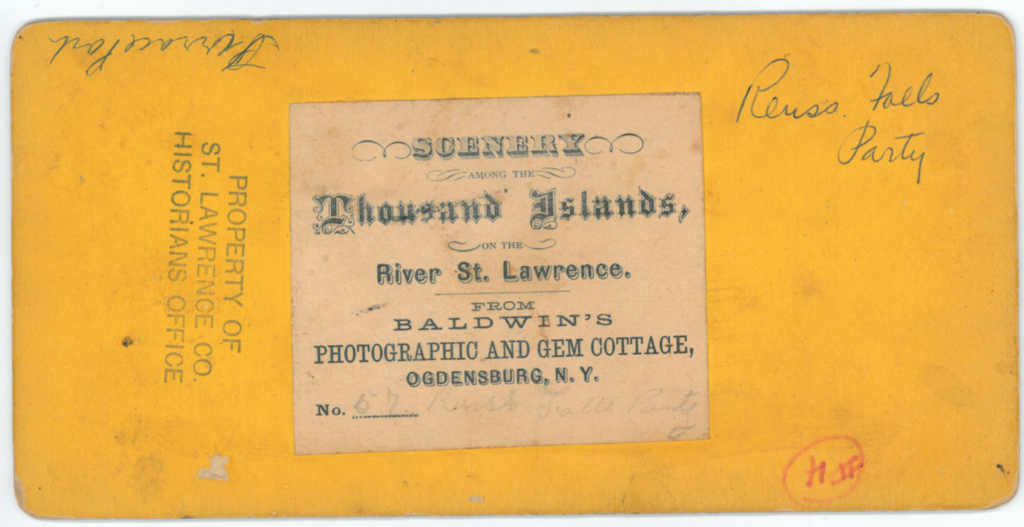 Renss. Falls
Party
PROPERTY OF
ST. LAWRENCE CO.
HISTORIANS OFFICE
SCENERY
AMONG THE
Thousand Islands,
ON THE
River St. Lawrence.
FROM
BALDWIN'S
PHOTOGRAPHIC AND GEM COTTAGE,
OGDENSBURG, N. Y.
No. 57 Falls Party